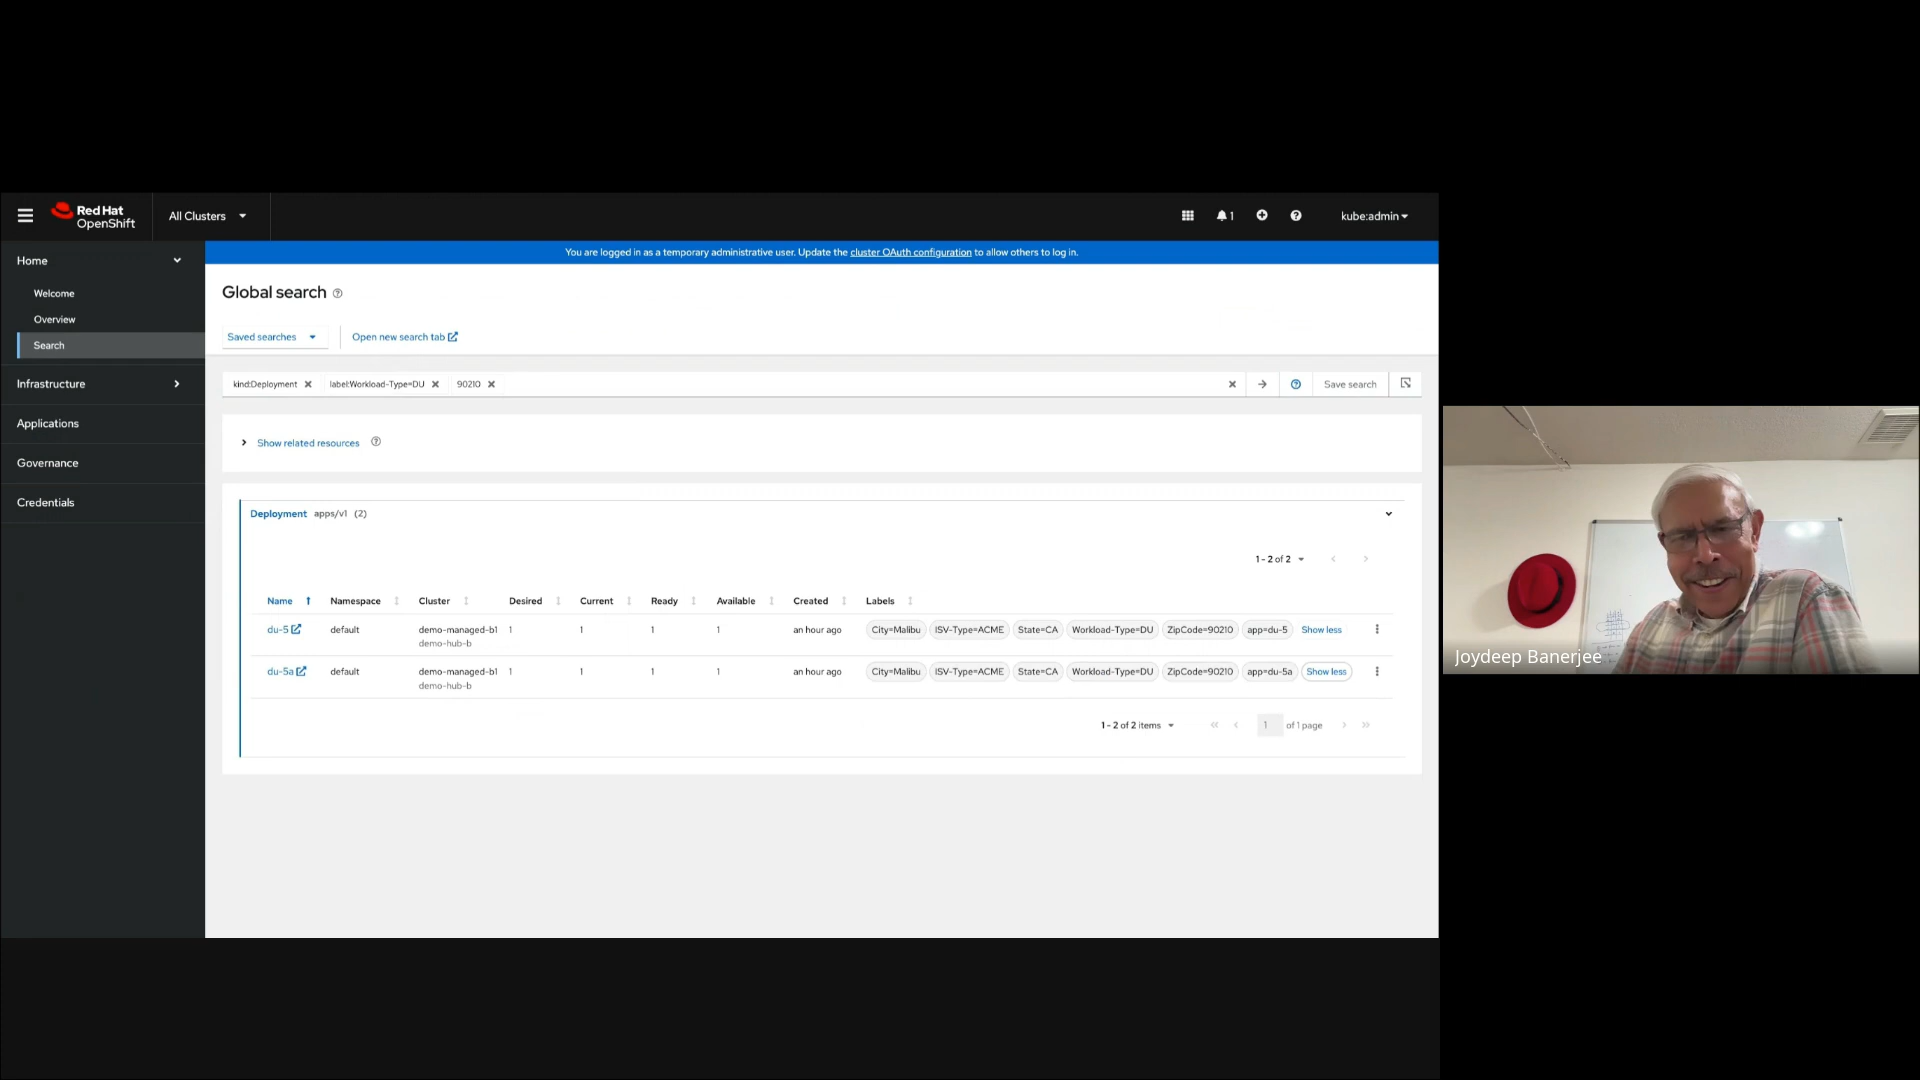 Red Hat
OpenShift
All Clusters
1
kube:admin
Home
Welcome
Overview
Search
Infrastructure
Applications
Governance
Credentials
You are logged in as a temporary administrative user. Update the cluster OAuth configuration to allow others to log in.
Global search
Saved searches
Open new search tab
kind:Deployment label:Workload-Type=DU 90210 Save search
Show related resources
Deployment apps/v1 (2)
1 - 2 of 2
Name Namespace Cluster Desired Current Ready Available Created Labels
du-5 default demo-managed-b1 1 1 1 1 an hour ago City=Malibu ISV-Type=ACME State=CA Workload-Type=DU ZipCode=90210 app=du-5 Show less
demo-hub-b
du-5a default demo-managed-b1 1 1 1 1 an hour ago City=Malibu ISV-Type=ACME State=CA Workload-Type=DU ZipCode=90210 app=du-5a Show less
demo-hub-b
1 - 2 of 2 items 1 of 1 page
Joydeep Banerjee